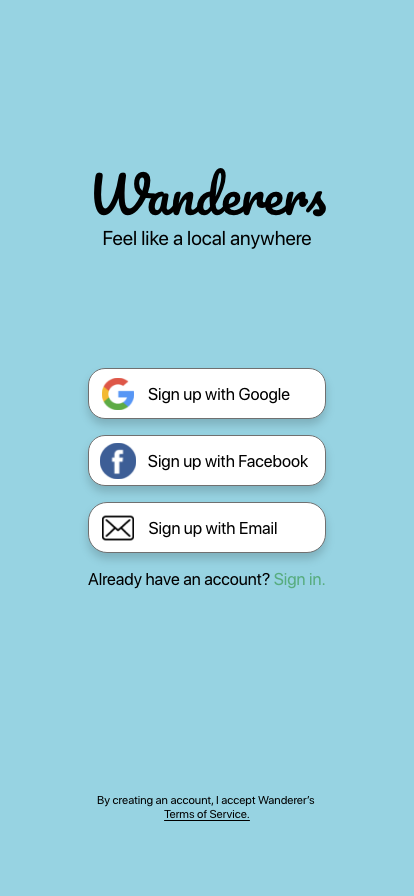 Wanderers
Feel like a local anywhere
Sign up with Google
Sign up with Facebook
Sign up with Email
Already have an account? Sign in.
By creating an account, I accept Wanderer's
Terms of Service.